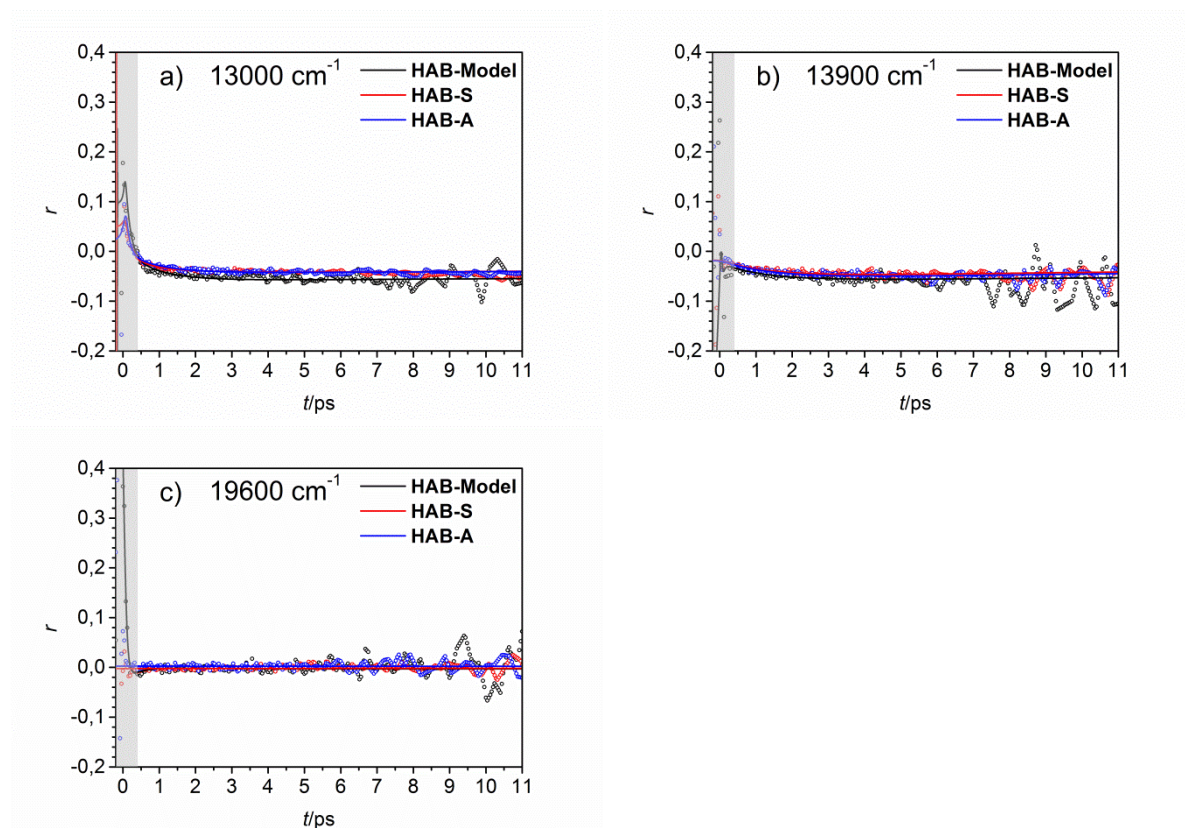 a) 13000 cm⁻¹
HAB-Model
HAB-S
HAB-A
0,4
0,3
0,2
0,1
0,0
-0,1
-0,2
r
0 1 2 3 4 5 6 7 8 9 10 11
t/ps
b) 13900 cm⁻¹
HAB-Model
HAB-S
HAB-A
0,4
0,3
0,2
0,1
0,0
-0,1
-0,2
r
0 1 2 3 4 5 6 7 8 9 10 11
t/ps
c) 19600 cm⁻¹
HAB-Model
HAB-S
HAB-A
0,4
0,3
0,2
0,1
0,0
-0,1
-0,2
r
0 1 2 3 4 5 6 7 8 9 10 11
t/ps